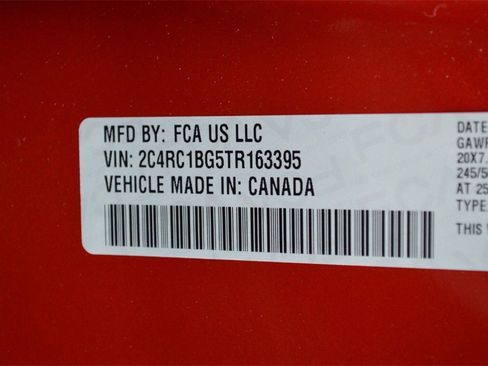 MFD BY: FCA US LLC
VIN: 2C4RC1BG5TR163395
VEHICLE MADE IN: CANADA
DATE
GAWR
20X7.
245/5
AT 25
TYPE
THIS